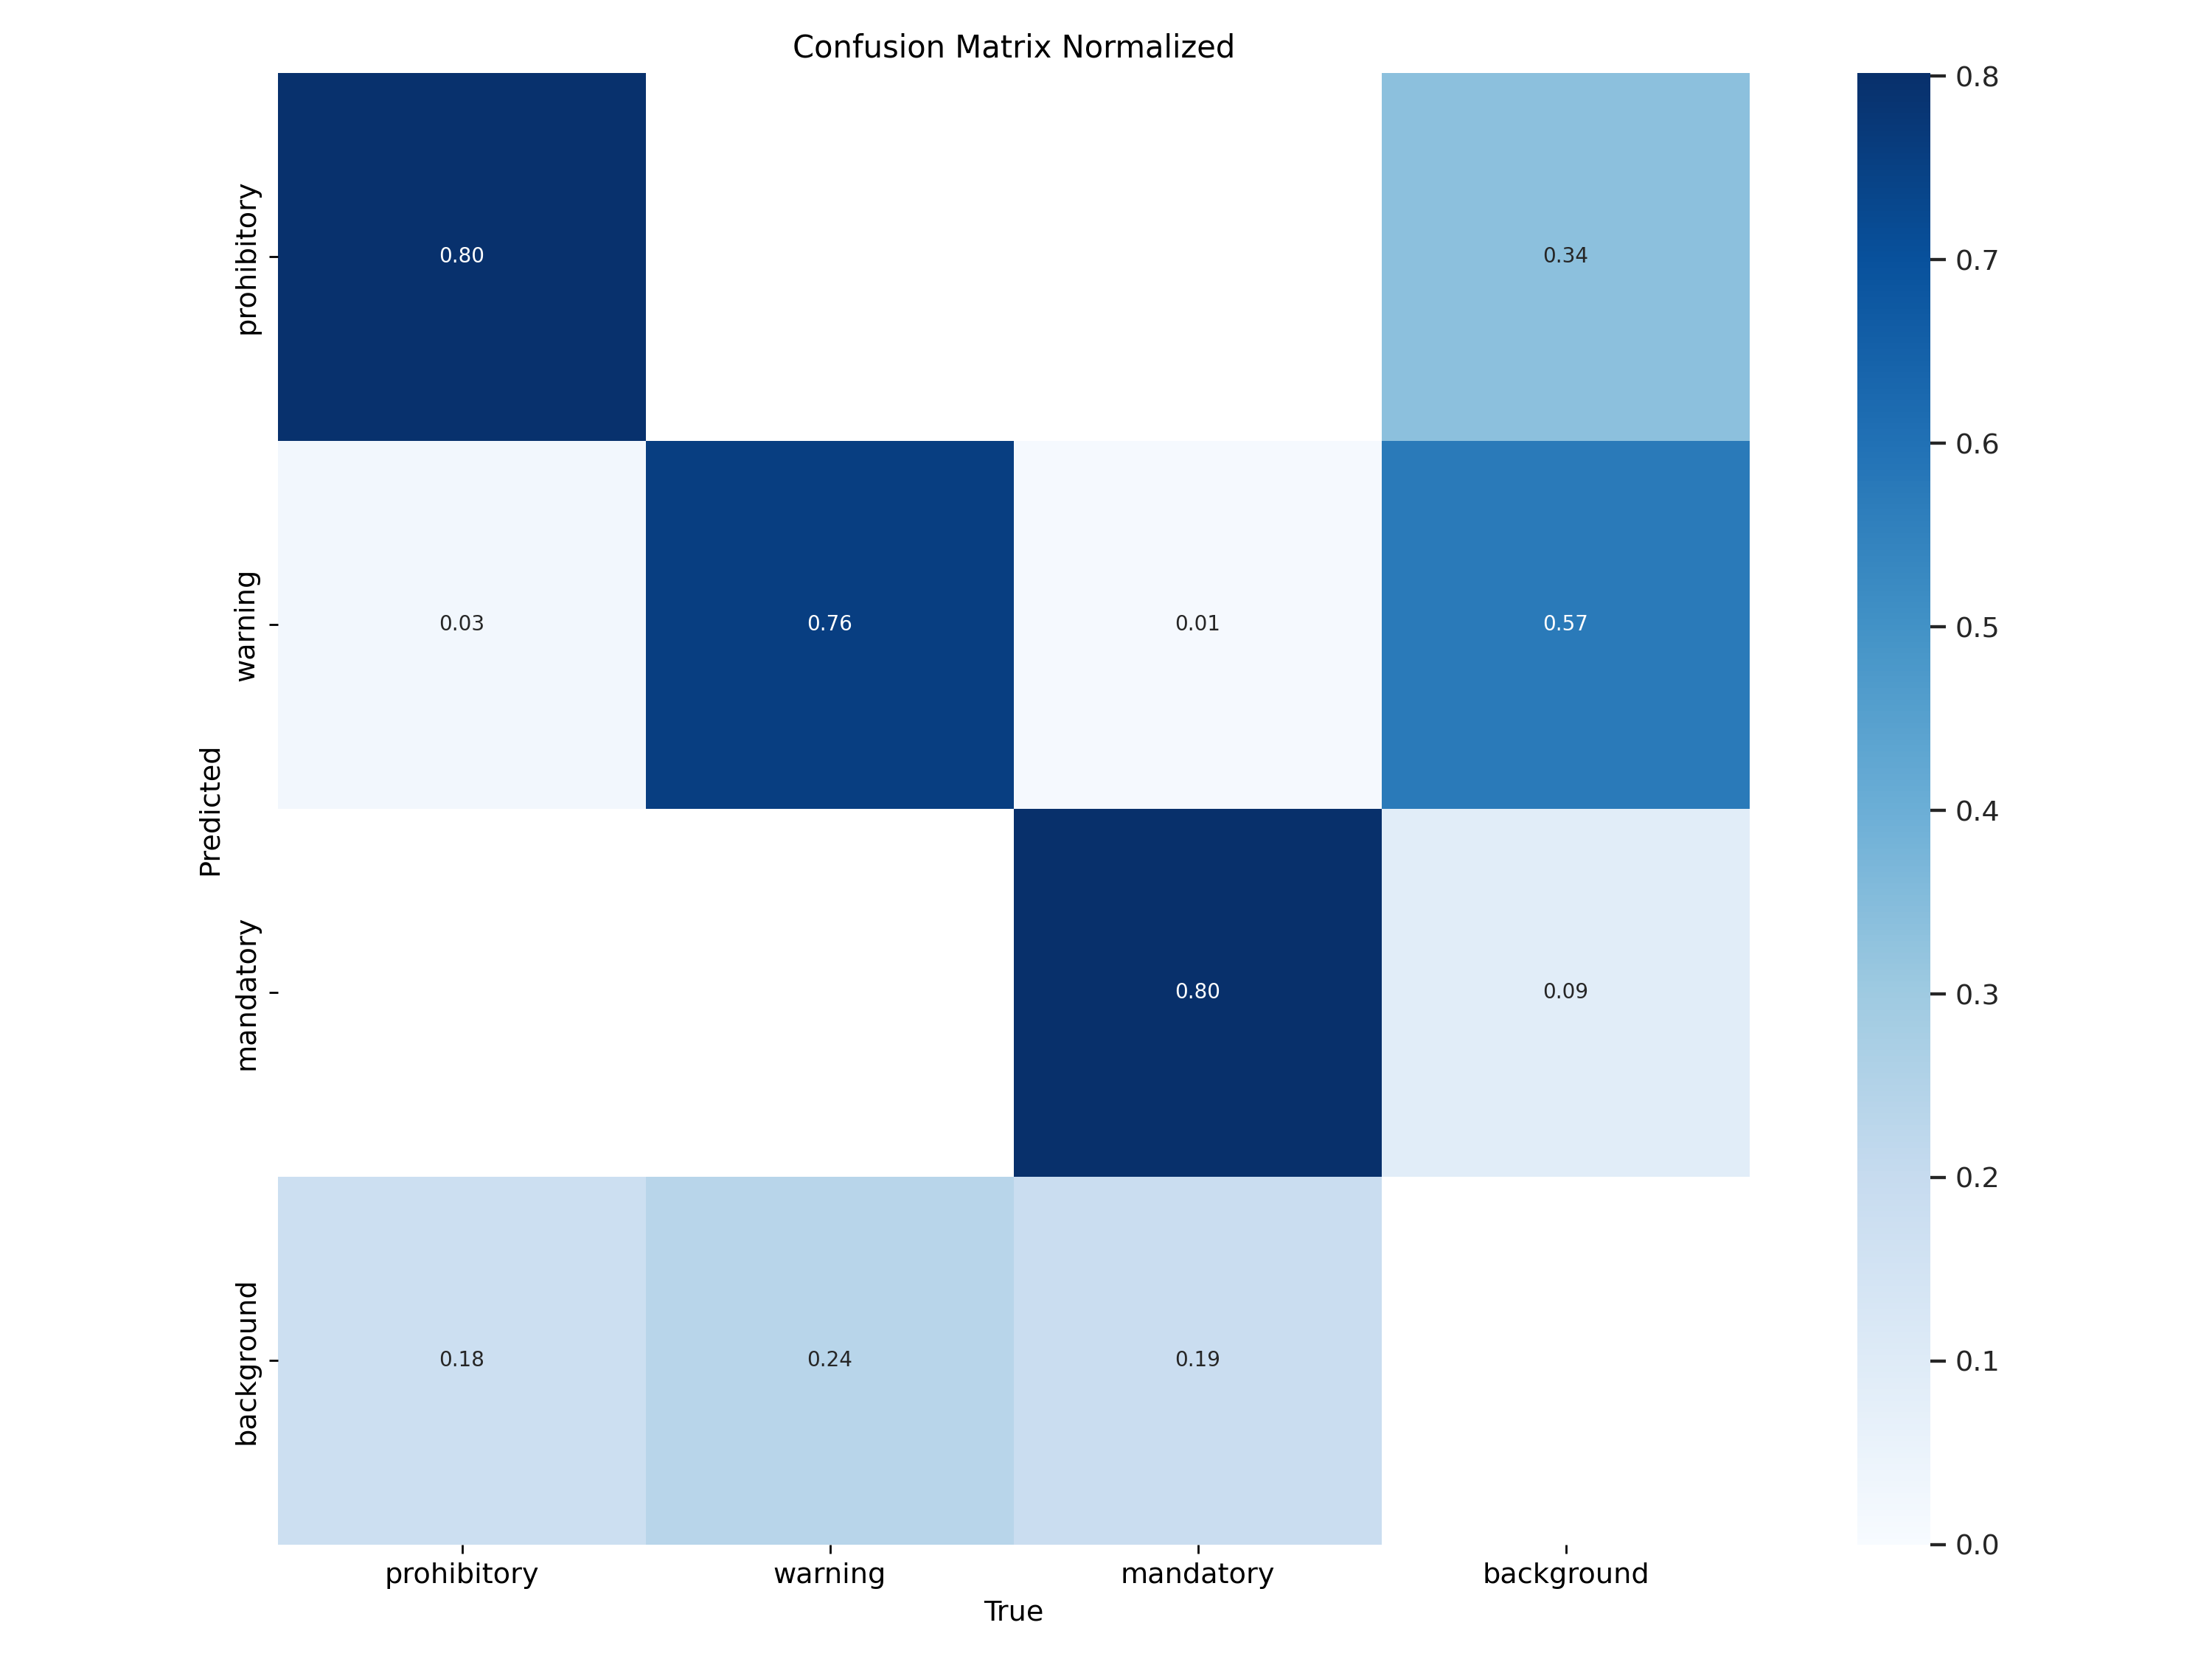 Confusion Matrix Normalized
prohibitory
0.80
0.34
warning
0.03
0.76
0.01
0.57
mandatory
0.80
0.09
background
0.18
0.24
0.19
Predicted
prohibitory
warning
mandatory
background
True
0.8
0.7
0.6
0.5
0.4
0.3
0.2
0.1
0.0